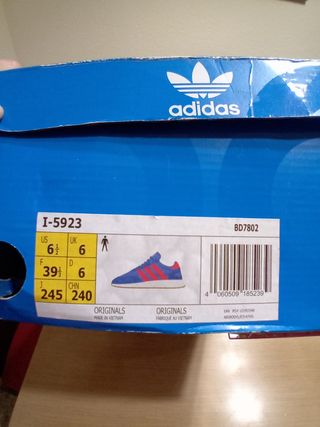 adidas
I-5923
BD7802
US 6½ UK 6
F 39⅓ D 6
J 245 CHN 240
4 060509 185239
ORIGINALS ORIGINALS
MADE IN VIETNAM FABRIQUÉ AU VIETNAM